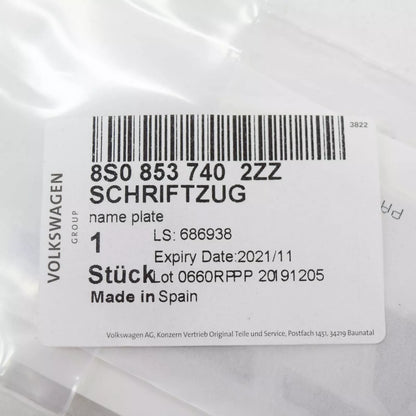 3822
8S0 853 740 2ZZ
SCHRIFTZUG
name plate
1 LS: 686938
Expiry Date:2021/11
Stück Lot 0660RPPP 20191205
Made in Spain
VOLKSWAGEN
GROUP
Volkswagen AG, Konzern Vertrieb Original Teile und Service, Postfach 1451, 34219 Baunatal